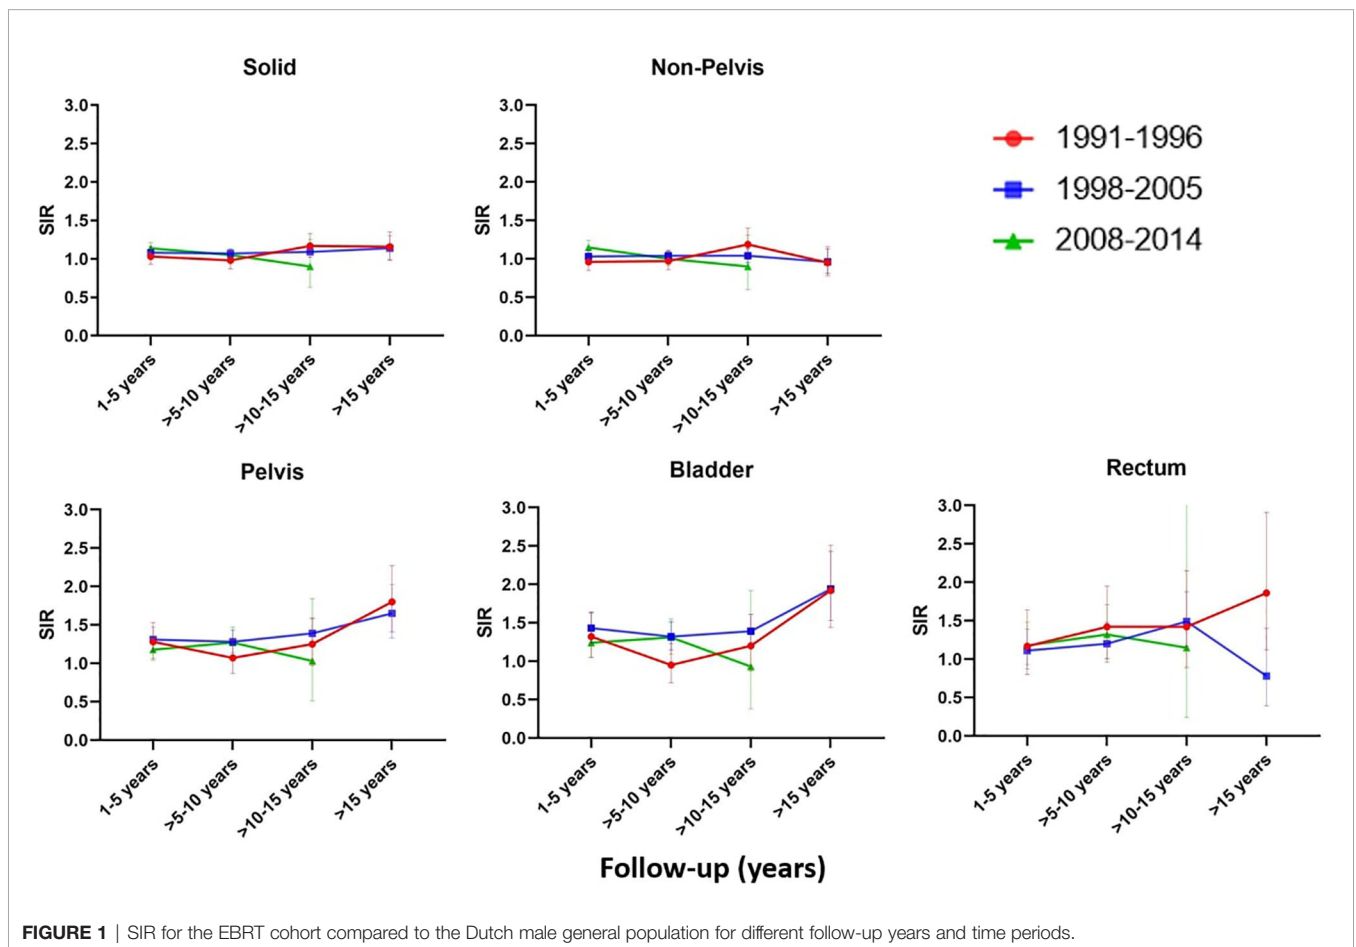 Solid
SIR
3.0
2.5
2.0
1.5
1.0
0.5
0.0
1-5 years
>5-10 years
>10-15 years
>15 years
Non-Pelvis
SIR
3.0
2.5
2.0
1.5
1.0
0.5
0.0
1-5 years
>5-10 years
>10-15 years
>15 years
1991-1996
1998-2005
2008-2014
Pelvis
SIR
3.0
2.5
2.0
1.5
1.0
0.5
0.0
1-5 years
>5-10 years
>10-15 years
>15 years
Bladder
SIR
3.0
2.5
2.0
1.5
1.0
0.5
0.0
1-5 years
>5-10 years
>10-15 years
>15 years
Rectum
SIR
3.0
2.5
2.0
1.5
1.0
0.5
0.0
1-5 years
>5-10 years
>10-15 years
>15 years
Follow-up (years)
FIGURE 1 | SIR for the EBRT cohort compared to the Dutch male general population for different follow-up years and time periods.